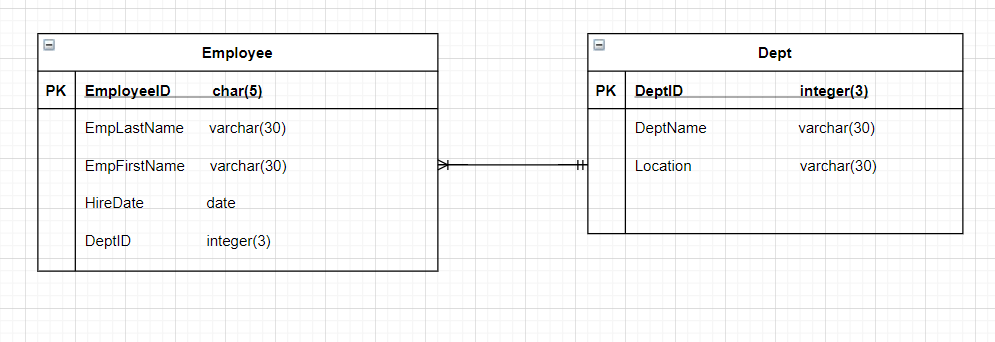 Employee
PK EmployeeID char(5)
EmpLastName varchar(30)
EmpFirstName varchar(30)
HireDate date
DeptID integer(3)
Dept
PK DeptID integer(3)
DeptName varchar(30)
Location varchar(30)